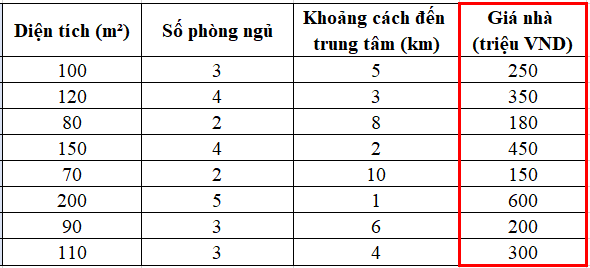 Diện tích (m²) Số phòng ngủ Khoảng cách đến trung tâm (km) Giá nhà (triệu VND)
100 3 5 250
120 4 3 350
80 2 8 180
150 4 2 450
70 2 10 150
200 5 1 600
90 3 6 200
110 3 4 300